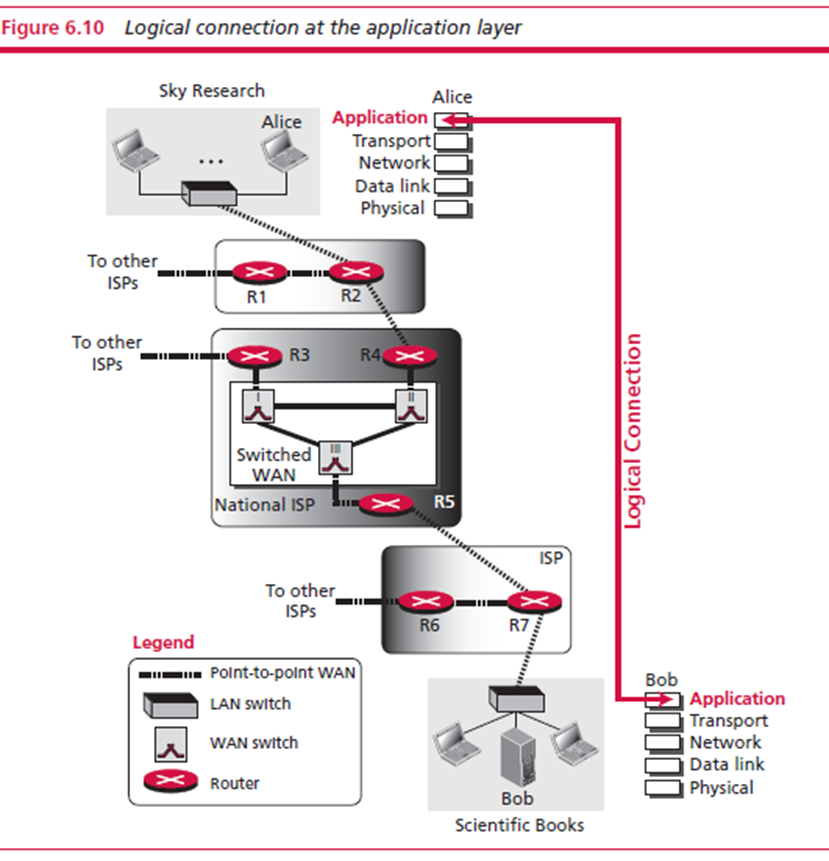 Figure 6.10 Logical connection at the application layer
Sky Research
Alice
...
Alice
Application
Transport
Network
Data link
Physical
To other
ISPs
R1
R2
To other
ISPs
R3
R4
I
II
III
Switched
WAN
National ISP
R5
Logical Connection
ISP
To other
ISPs
R6
R7
Legend
Point-to-point WAN
LAN switch
WAN switch
Router
Bob
Scientific Books
Bob
Application
Transport
Network
Data link
Physical